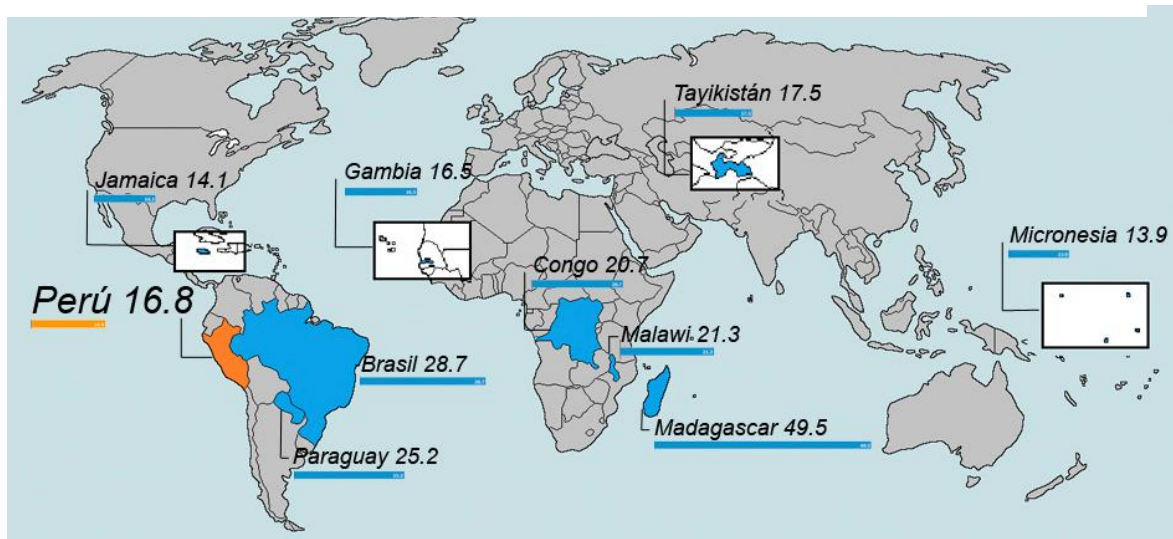 Tayikistán 17.5
Jamaica 14.1
Gambia 16.5
Micronesia 13.9
Congo 20.7
Perú 16.8
Malawi 21.3
Brasil 28.7
Madagascar 49.5
Paraguay 25.2